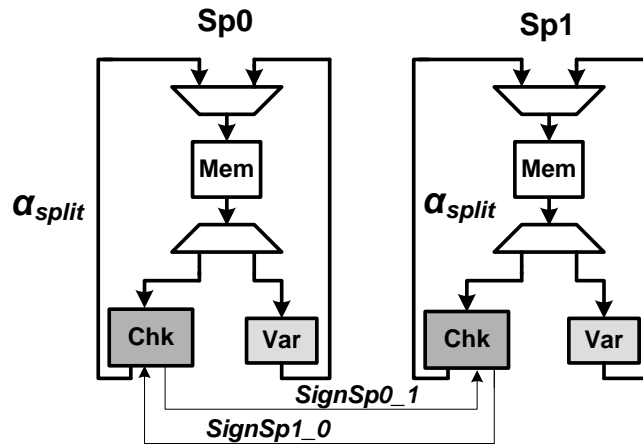 Sp0 Sp1
Mem Mem
αsplit αsplit
Chk Var Chk Var
SignSp0_1
SignSp1_0